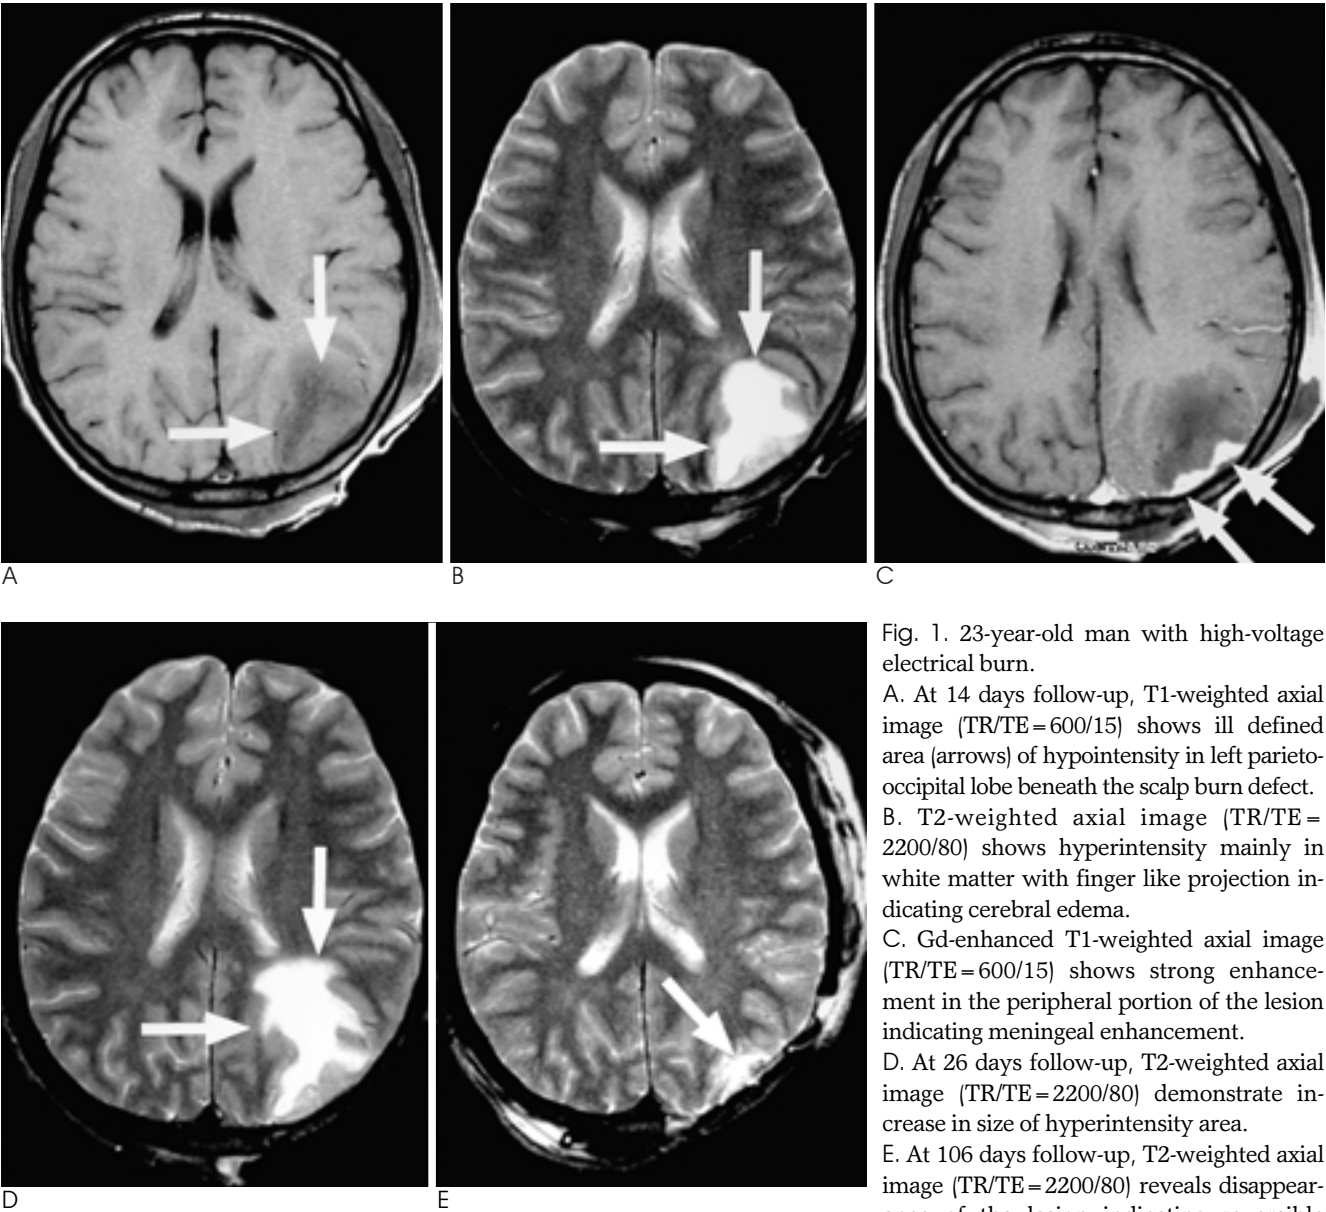 A
B
C
D
E
Fig. 1. 23-year-old man with high-voltage
electrical burn.
A. At 14 days follow-up, T1-weighted axial
image (TR/TE=600/15) shows ill defined
area (arrows) of hypointensity in left parieto-
occipital lobe beneath the scalp burn defect.
B. T2-weighted axial image (TR/TE=
2200/80) shows hyperintensity mainly in
white matter with finger like projection in-
dicating cerebral edema.
C. Gd-enhanced T1-weighted axial image
(TR/TE=600/15) shows strong enhance-
ment in the peripheral portion of the lesion
indicating meningeal enhancement.
D. At 26 days follow-up, T2-weighted axial
image (TR/TE=2200/80) demonstrate in-
crease in size of hyperintensity area.
E. At 106 days follow-up, T2-weighted axial
image (TR/TE=2200/80) reveals disappear-